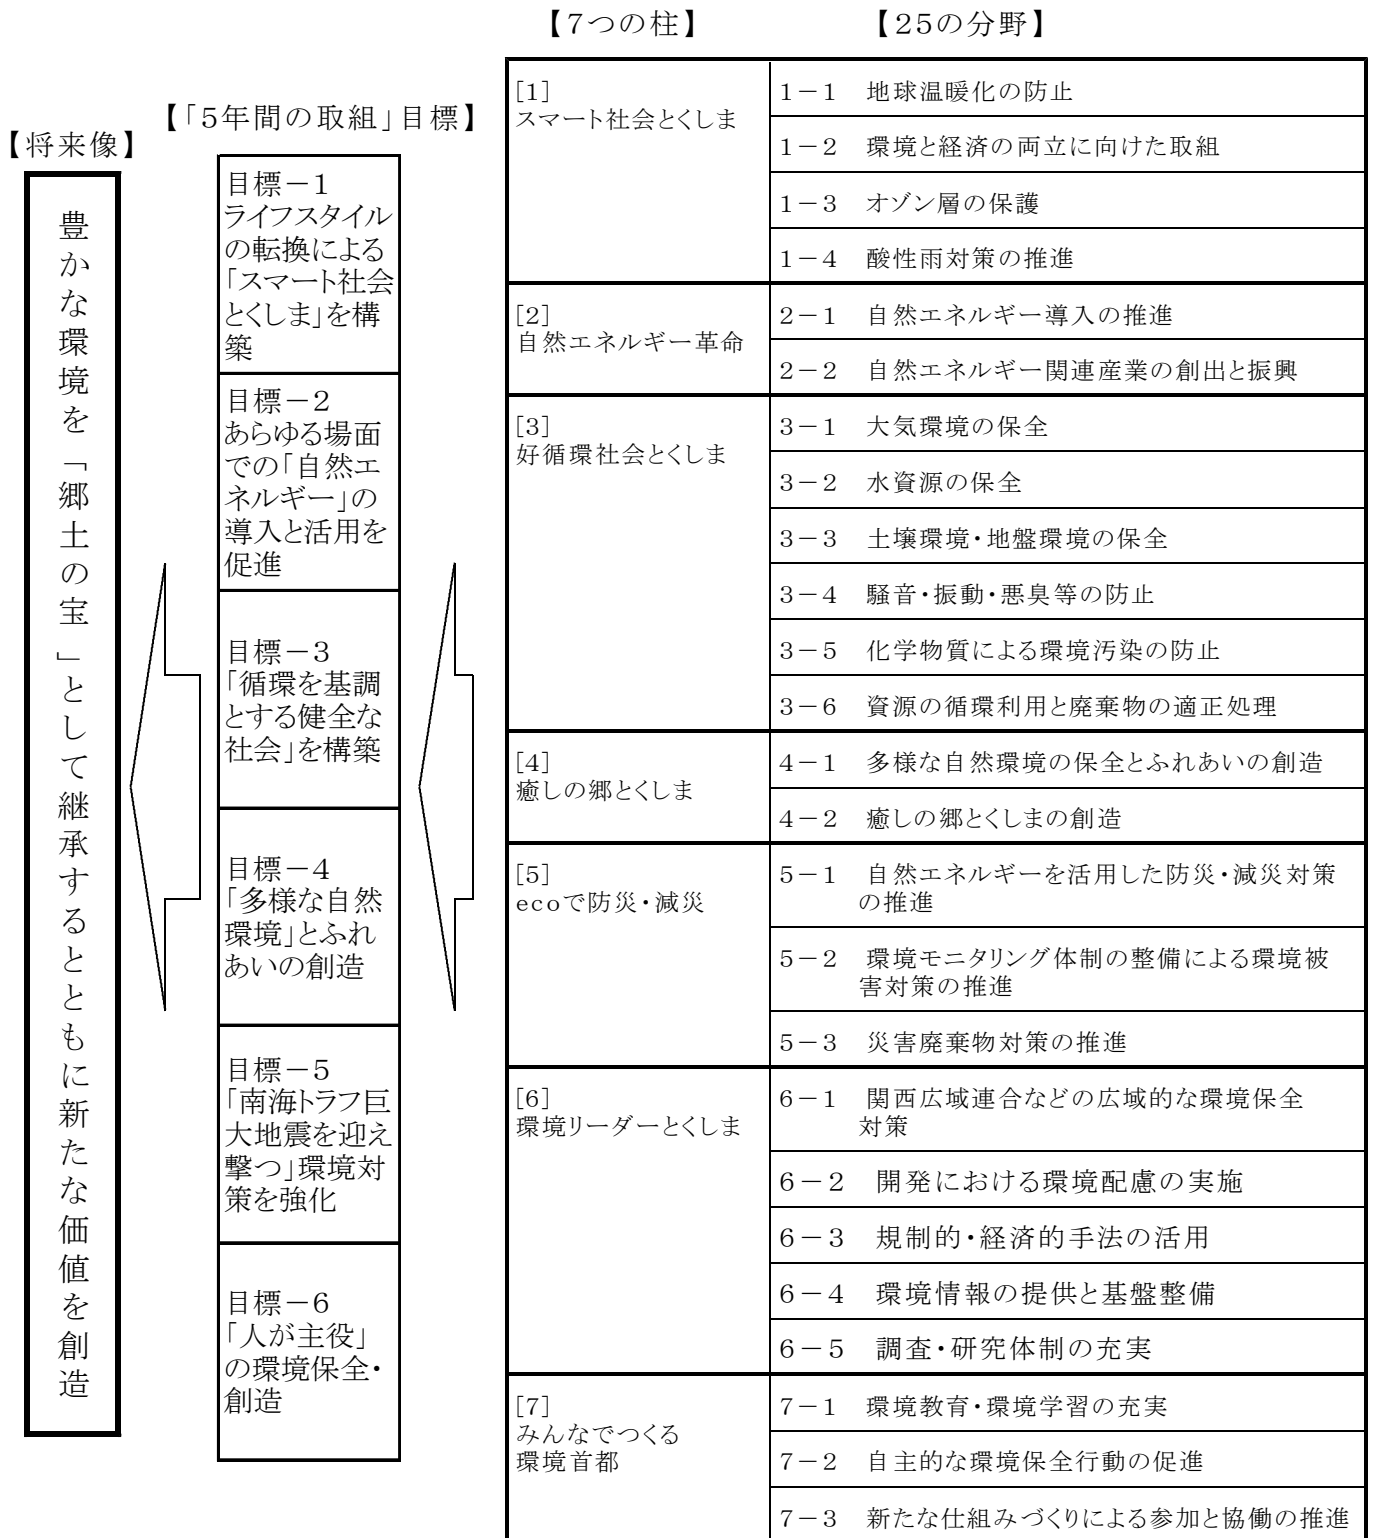 【将来像】
豊かな環境を「郷土の宝」として継承するとともに新たな価値を創造
【「5年間の取組」目標】
目標－1
ライフスタイル
の転換による
「スマート社会
とくしま」を構
築
目標－2
あらゆる場面
での「自然エ
ネルギー」の
導入と活用を
促進
目標－3
「循環を基調
とする健全な
社会」を構築
目標－4
「多様な自然
環境」とふれ
あいの創造
目標－5
「南海トラフ巨
大地震を迎え
撃つ」環境対
策を強化
目標－6
「人が主役」
の環境保全・
創造
【7つの柱】 【25の分野】
[1]
スマート社会とくしま
1－1 地球温暖化の防止
1－2 環境と経済の両立に向けた取組
1－3 オゾン層の保護
1－4 酸性雨対策の推進
[2]
自然エネルギー革命
2－1 自然エネルギー導入の推進
2－2 自然エネルギー関連産業の創出と振興
[3]
好循環社会とくしま
3－1 大気環境の保全
3－2 水資源の保全
3－3 土壌環境・地盤環境の保全
3－4 騒音・振動・悪臭等の防止
3－5 化学物質による環境汚染の防止
3－6 資源の循環利用と廃棄物の適正処理
[4]
癒しの郷とくしま
4－1 多様な自然環境の保全とふれあいの創造
4－2 癒しの郷とくしまの創造
[5]
ecoで防災・減災
5－1 自然エネルギーを活用した防災・減災対策
の推進
5－2 環境モニタリング体制の整備による環境被
害対策の推進
5－3 災害廃棄物対策の推進
[6]
環境リーダーとくしま
6－1 関西広域連合などの広域的な環境保全
対策
6－2 開発における環境配慮の実施
6－3 規制的・経済的手法の活用
6－4 環境情報の提供と基盤整備
6－5 調査・研究体制の充実
[7]
みんなでつくる
環境首都
7－1 環境教育・環境学習の充実
7－2 自主的な環境保全行動の促進
7－3 新たな仕組みづくりによる参加と協働の推進